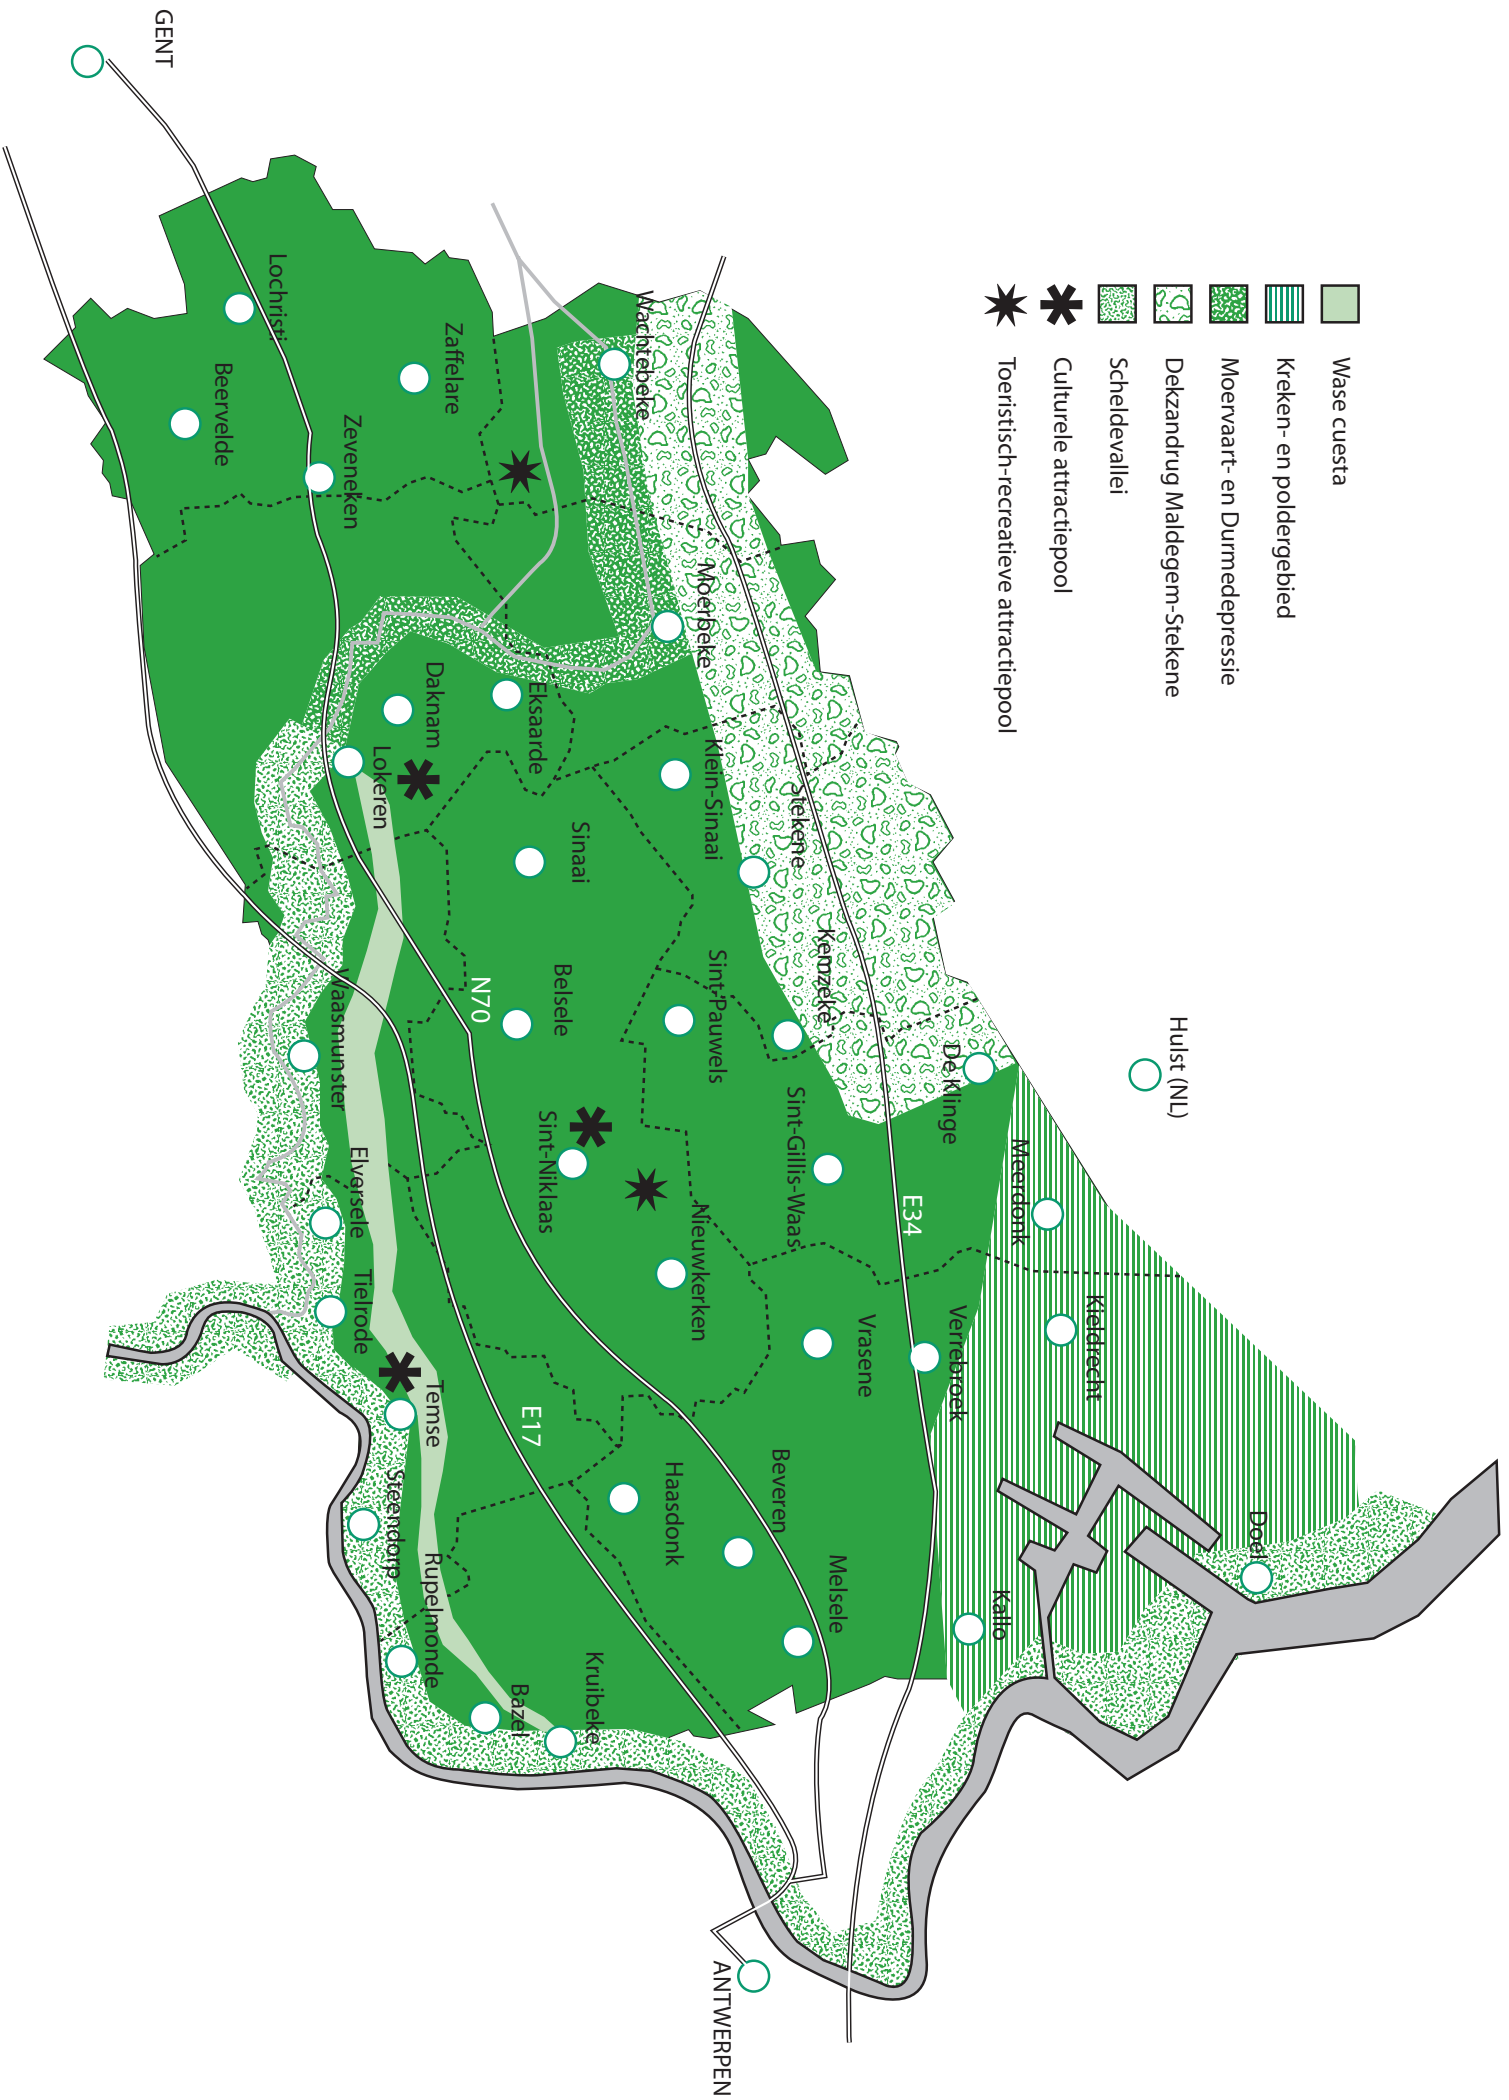 Wase cuesta
Kreken- en poldergebied
Moervaart- en Durmedepressie
Dekzandrug Maldegem-Stekene
Scheldevallei
Culturele attractiepool
Toeristisch-recreatieve attractiepool
Hulst (NL)
Doel
Kieldrecht
Meerdonk
Kallo
De Klinge
Verrebroek
E34
Vrasene
Melsele
Kemzeke
Stekene
Sint-Gillis-Waas
Beveren
Klein-Sinaai
Sint-Pauwels
Moerbeke
Nieuwkerken
Haasdonk
Wachtebeke
Kruibeke
Sinaai
Belsele
Sint-Niklaas
Eksaarde
E17
Bazel
N70
Zaffelare
Daknam
Temse
Rupelmonde
Lokeren
Steendorp
Zeveneken
Waasmunster
Elversele
Tielrode
Lochristi
Beervelde
GENT
ANTWERPEN